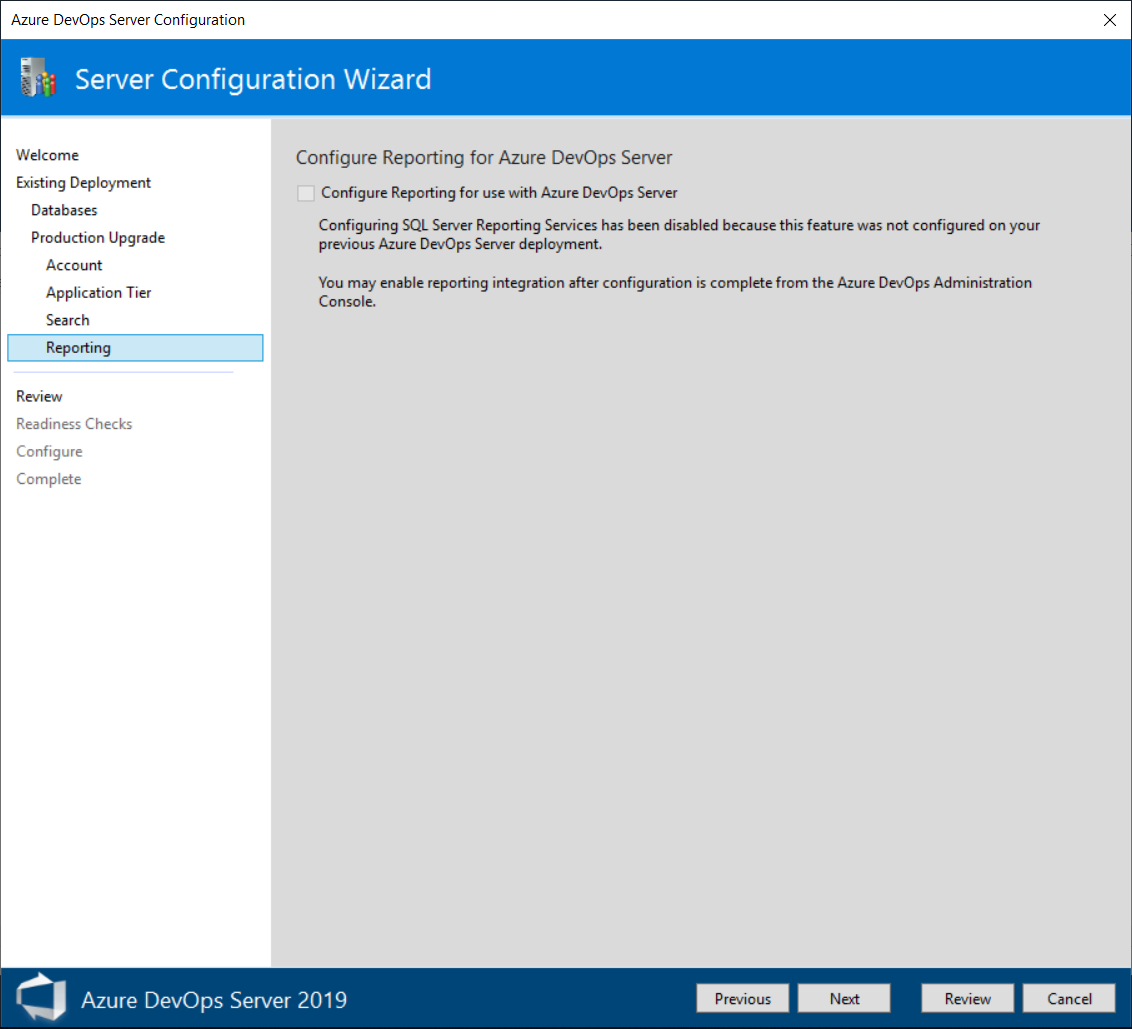 Azure DevOps Server Configuration
Server Configuration Wizard
Welcome
Existing Deployment
Databases
Production Upgrade
Account
Application Tier
Search
Reporting
Review
Readiness Checks
Configure
Complete
Configure Reporting for Azure DevOps Server
Configure Reporting for use with Azure DevOps Server
Configuring SQL Server Reporting Services has been disabled because this feature was not configured on your
previous Azure DevOps Server deployment.
You may enable reporting integration after configuration is complete from the Azure DevOps Administration
Console.
Azure DevOps Server 2019
Previous
Next
Review
Cancel